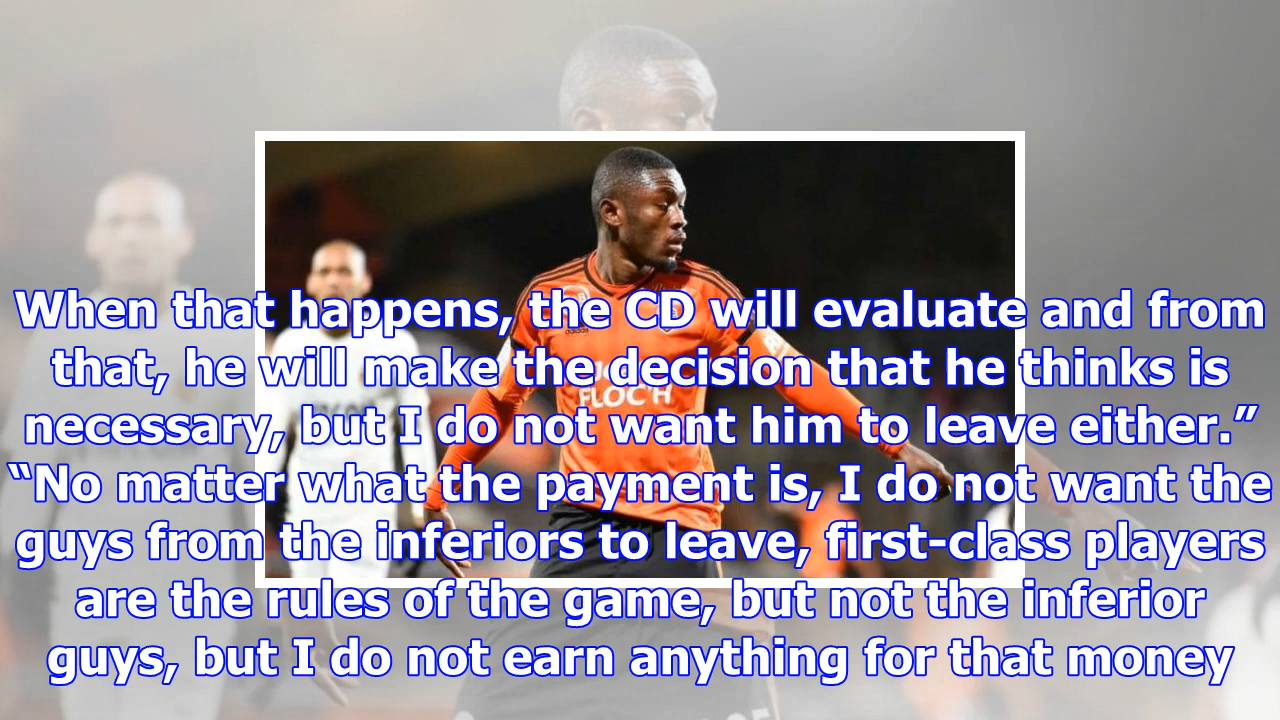 When that happens, the CD will evaluate and from
that, he will make the decision that he thinks is
necessary, but I do not want him to leave either.”
“No matter what the payment is, I do not want the
guys from the inferiors to leave, first-class players
are the rules of the game, but not the inferior
guys, but I do not earn anything for that money
adidas
FLOC'H